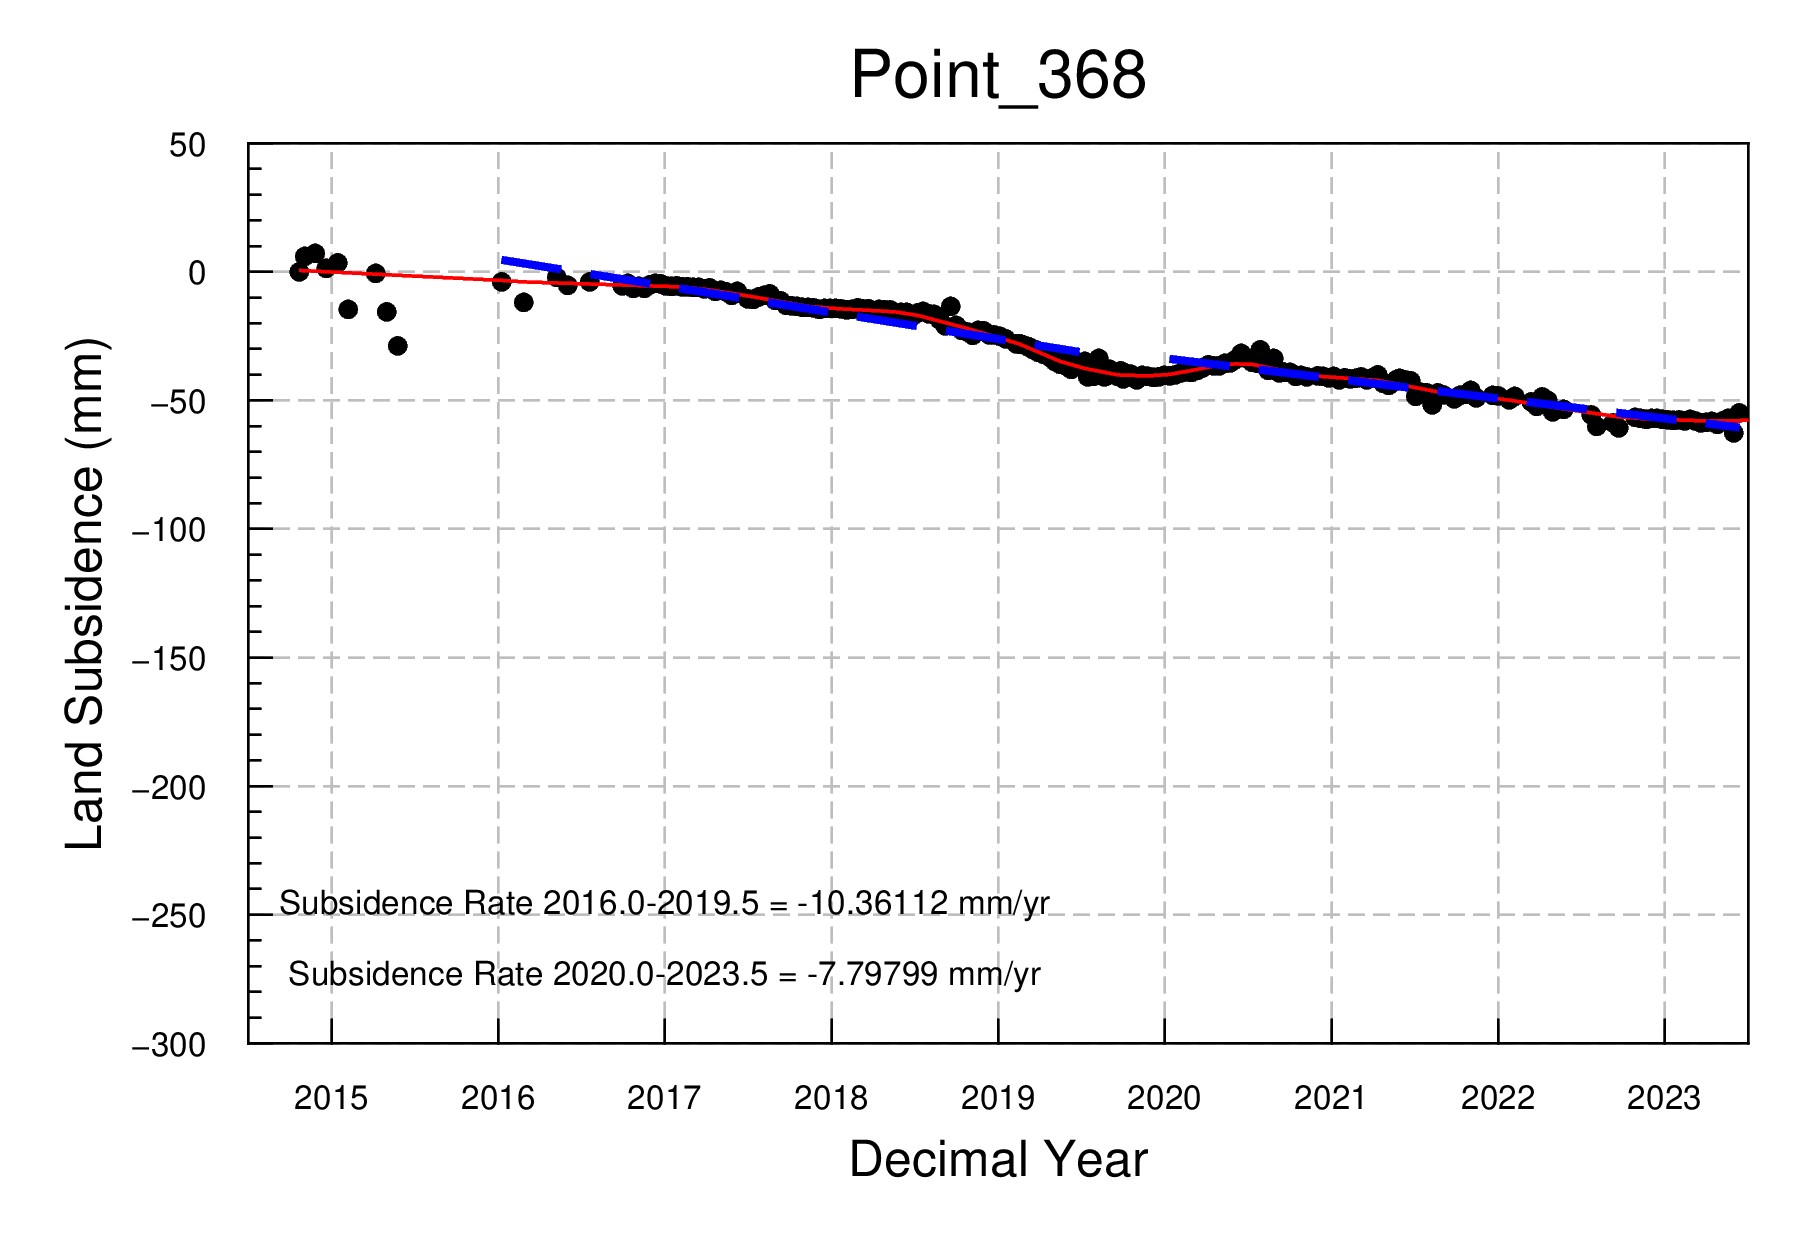 Point_368
50
0
−50
−100
−150
−200
−250
−300
Land Subsidence (mm)
Subsidence Rate 2016.0-2019.5 = -10.36112 mm/yr
Subsidence Rate 2020.0-2023.5 = -7.79799 mm/yr
2015 2016 2017 2018 2019 2020 2021 2022 2023
Decimal Year